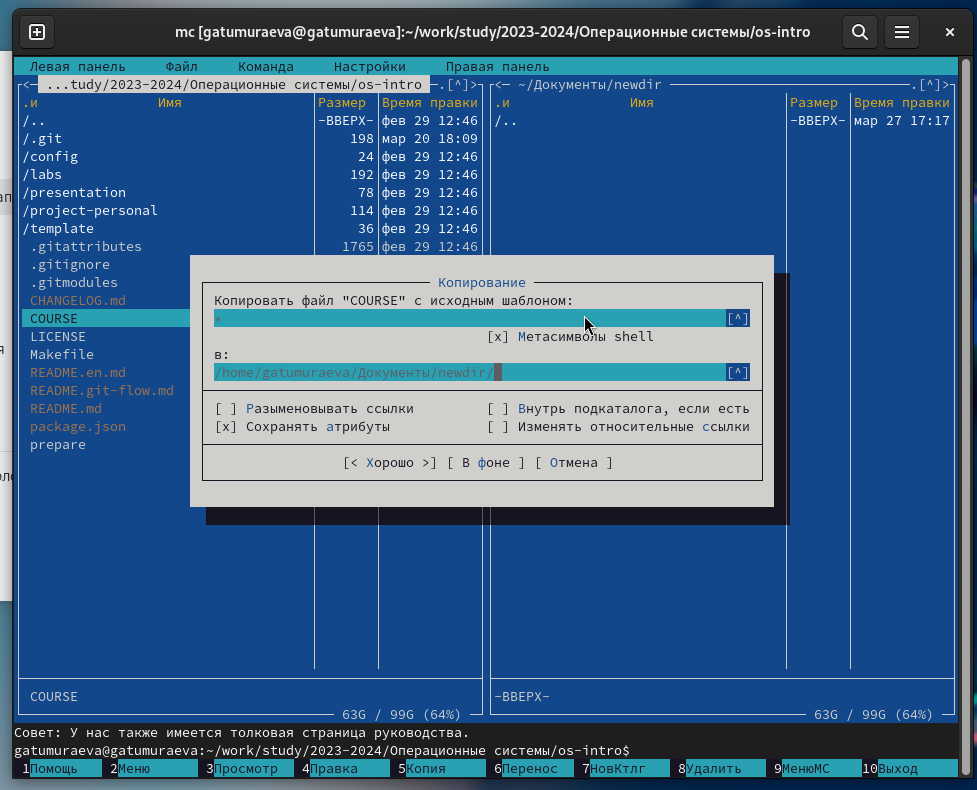 mc [gatumuraeva@gatumuraeva]:~/work/study/2023-2024/Операционные системы/os-intro
Левая панель Файл Команда Настройки Правая панель
<─ ...tudy/2023-2024/Операционные системы/os-intro ─.[^]> <─ ~/Документы/newdir ─.[^]>
.и Имя Размер Время правки .и Имя Размер Время правки
/.. -ВВЕРХ- фев 29 12:46 /.. -ВВЕРХ- мар 27 17:17
/.git 198 мар 20 18:09
/config 24 фев 29 12:46
/labs 192 фев 29 12:46
/presentation 78 фев 29 12:46
/project-personal 114 фев 29 12:46
/template 36 фев 29 12:46
.gitattributes 1765 фев 29 12:46
.gitignore
.gitmodules
CHANGELOG.md
COURSE
LICENSE
Makefile
README.en.md
README.git-flow.md
README.md
package.json
prepare
Копирование
Копировать файл "COURSE" с исходным шаблоном:
* [^]
[x] Метасимволы shell
в:
/home/gatumuraeva/Документы/newdir/ [^]
[ ] Разыменовывать ссылки [ ] Внутрь подкаталога, если есть
[x] Сохранять атрибуты [ ] Изменять относительные ссылки
[< Хорошо >] [ В фоне ] [ Отмена ]
COURSE -ВВЕРХ-
63G / 99G (64%) 63G / 99G (64%)
Совет: У нас также имеется толковая страница руководства.
gatumuraeva@gatumuraeva:~/work/study/2023-2024/Операционные системы/os-intro$
1Помощь 2Меню 3Просмотр 4Правка 5Копия 6Перенос 7НовКтлг 8Удалить 9МенюМС 10Выход